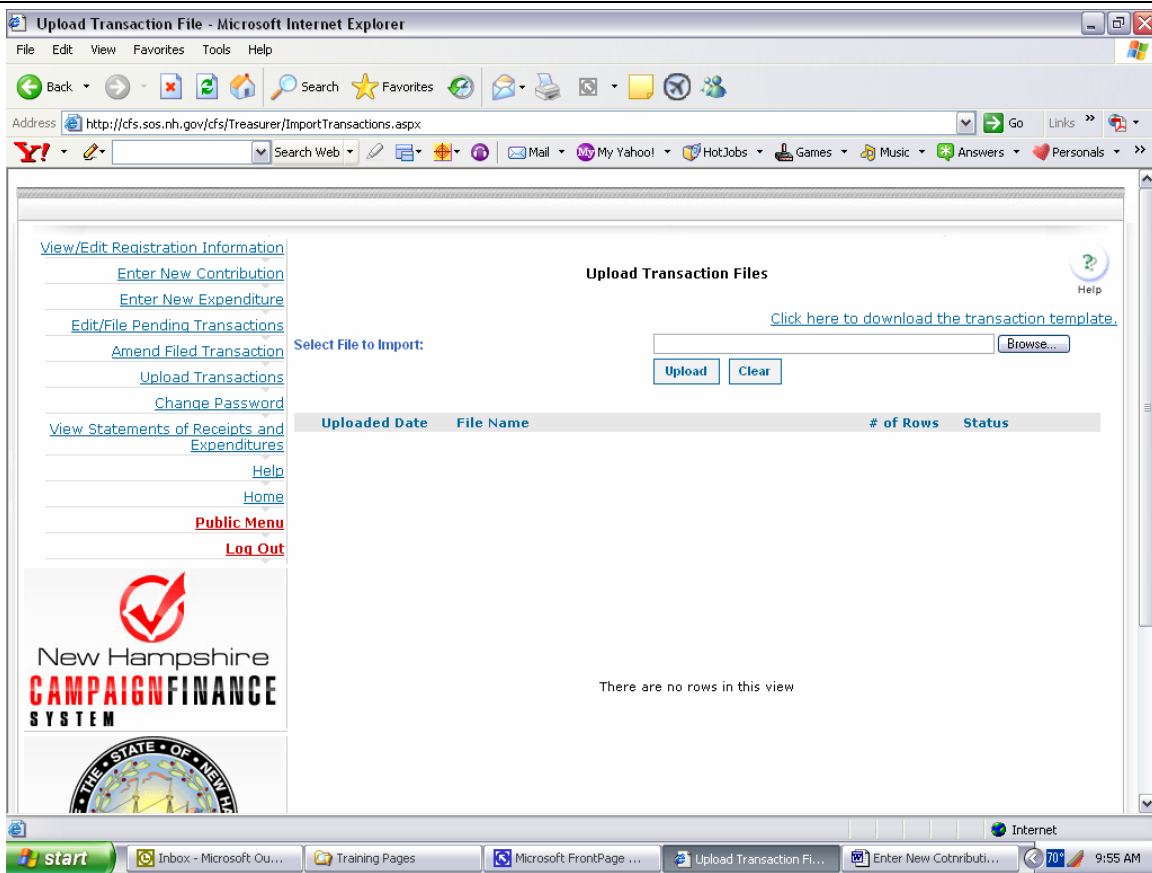 Upload Transaction File - Microsoft Internet Explorer
File Edit View Favorites Tools Help
Back Search Favorites
Address http://cfs.sos.nh.gov/cfs/Treasurer/ImportTransactions.aspx Go Links »
Y! Search Web Mail My Yahoo! HotJobs Games Music Answers Personals »
View/Edit Registration Information
Enter New Contribution
Enter New Expenditure
Edit/File Pending Transactions
Amend Filed Transaction
Upload Transactions
Change Password
View Statements of Receipts and
Expenditures
Help
Home
Public Menu
Log Out
New Hampshire
CAMPAIGNFINANCE
SYSTEM
THE STATE OF NEW HA
Upload Transaction Files
Help
Click here to download the transaction template.
Select File to Import: Browse...
Upload Clear
Uploaded Date File Name # of Rows Status
There are no rows in this view
Internet
start Inbox - Microsoft Ou... Training Pages Microsoft FrontPage ... Upload Transaction Fi... Enter New Cotnributi... 70° 9:55 AM